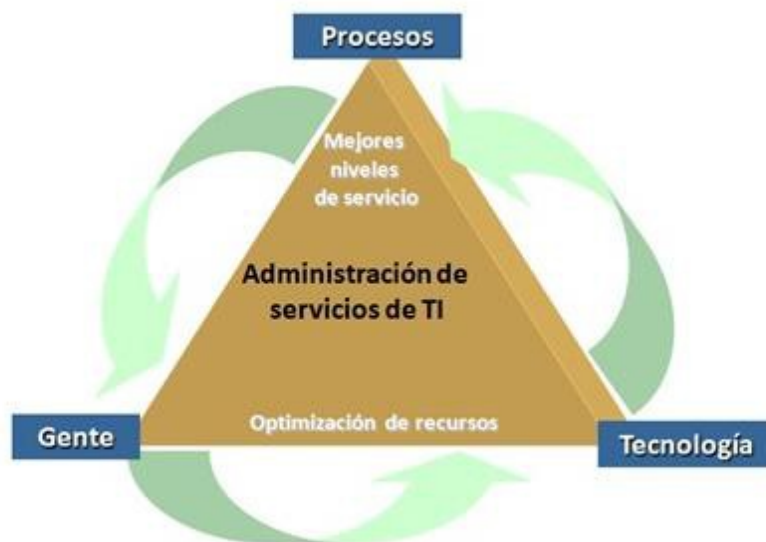 Procesos
Mejores
niveles
de servicio
Administración de
servicios de TI
Optimización de recursos
Gente
Tecnología